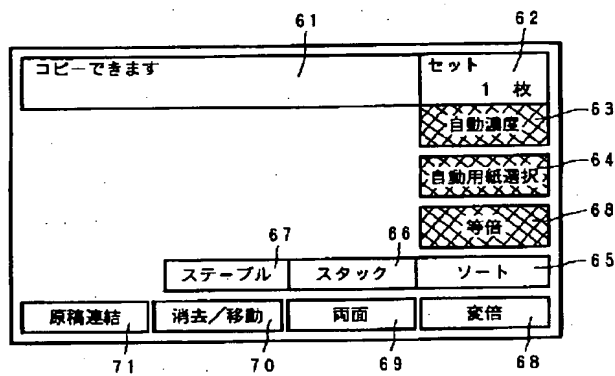 61
62
コピーできます
セット
1 枚
63
自動濃度
64
自動用紙選択
68
等倍
67
66
65
ステープル
スタック
ソート
原稿連結
消去/移動
両面
変倍
71
70
69
68